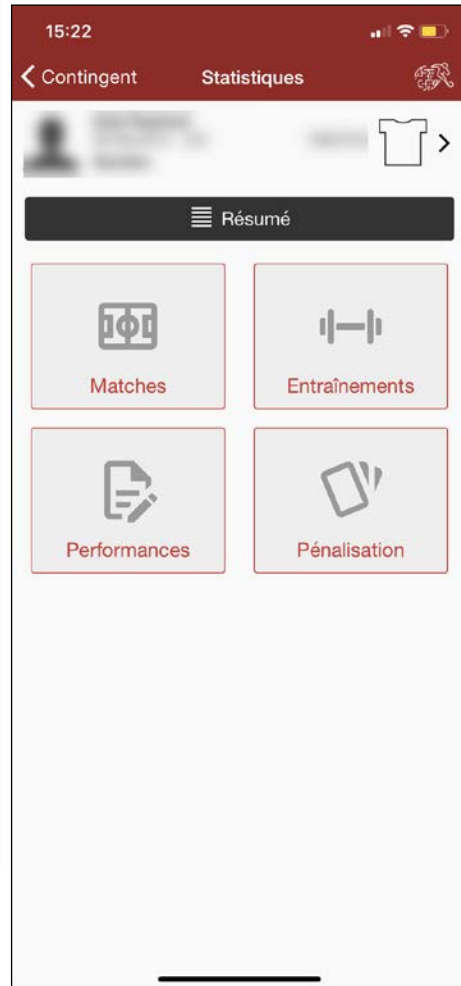 15:22
Contingent Statistiques
Résumé
Matches Entraînements
Performances Pénalisation